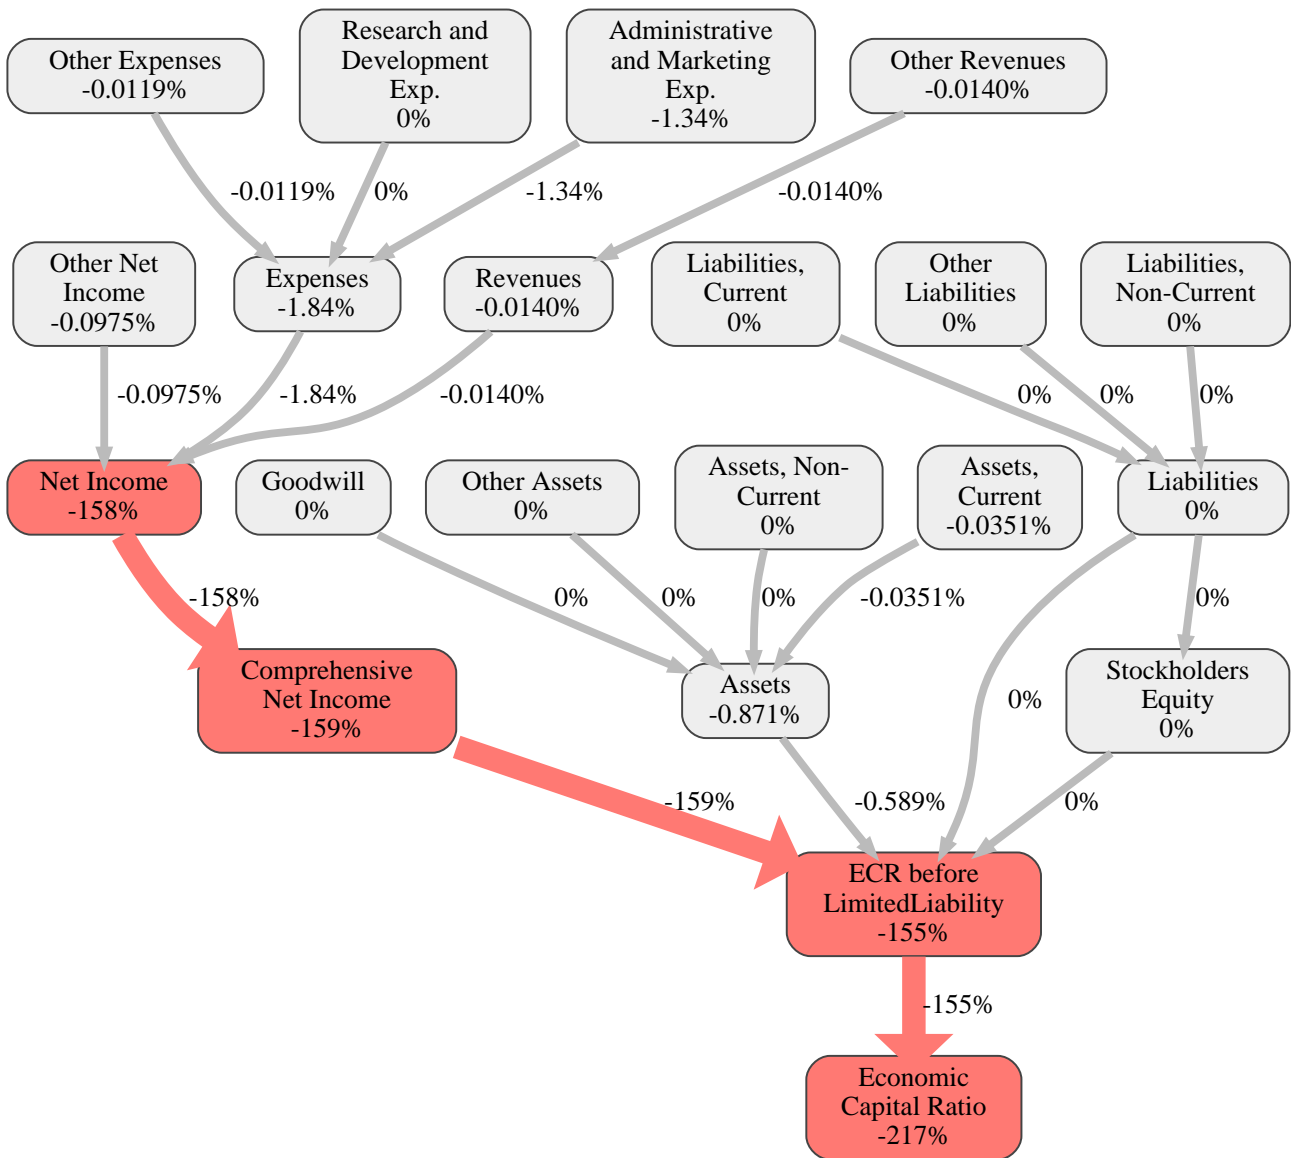 Other Expenses
-0.0119%
Research and
Development
Exp.
0%
Administrative
and Marketing
Exp.
-1.34%
Other Revenues
-0.0140%
-0.0119%
0%
-1.34%
-0.0140%
Other Net
Income
-0.0975%
Expenses
-1.84%
Revenues
-0.0140%
Liabilities,
Current
0%
Other
Liabilities
0%
Liabilities,
Non-Current
0%
-0.0975%
-1.84%
-0.0140%
0%
0%
0%
Net Income
-158%
Goodwill
0%
Other Assets
0%
Assets, Non-
Current
0%
Assets,
Current
-0.0351%
Liabilities
0%
-158%
0%
0%
0%
-0.0351%
0%
Comprehensive
Net Income
-159%
Assets
-0.871%
0%
Stockholders
Equity
0%
-159%
-0.589%
0%
ECR before
LimitedLiability
-155%
-155%
Economic
Capital Ratio
-217%